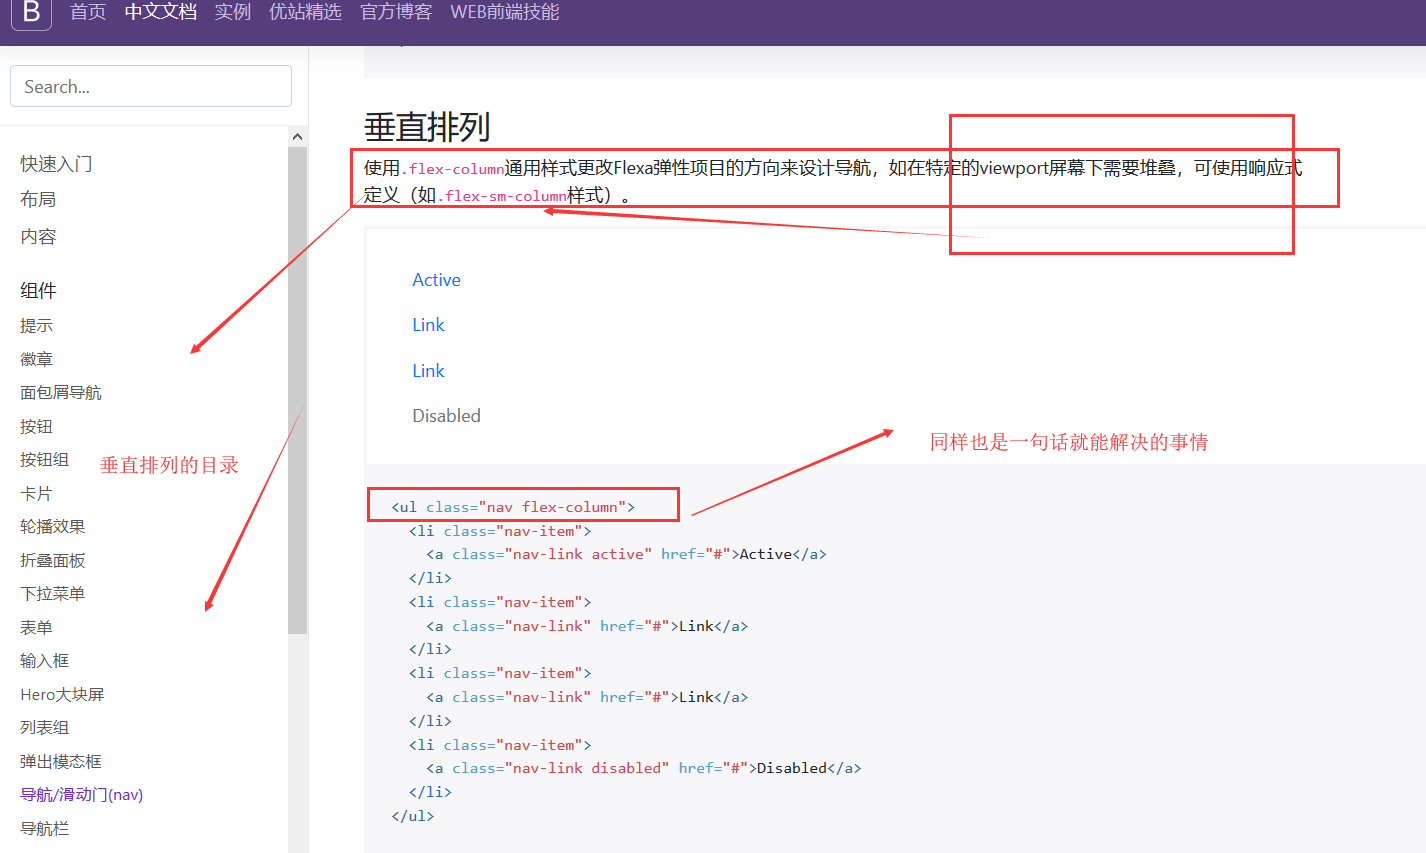 B 首页 中文文档 实例 优站精选 官方博客 WEB前端技能
Search...
快速入门
布局
内容
组件
提示
徽章
面包屑导航
按钮
按钮组
卡片
轮播效果
折叠面板
下拉菜单
表单
输入框
Hero大块屏
列表组
弹出模态框
导航/滑动门(nav)
导航栏
垂直排列的目录
垂直排列
使用.flex-column通用样式更改Flexa弹性项目的方向来设计导航，如在特定的viewport屏幕下需要堆叠，可使用响应式
定义（如.flex-sm-column样式）。
Active
Link
Link
Disabled
同样也是一句话就能解决的事情
<ul class="nav flex-column">
  <li class="nav-item">
    <a class="nav-link active" href="#">Active</a>
  </li>
  <li class="nav-item">
    <a class="nav-link" href="#">Link</a>
  </li>
  <li class="nav-item">
    <a class="nav-link" href="#">Link</a>
  </li>
  <li class="nav-item">
    <a class="nav-link disabled" href="#">Disabled</a>
  </li>
</ul>